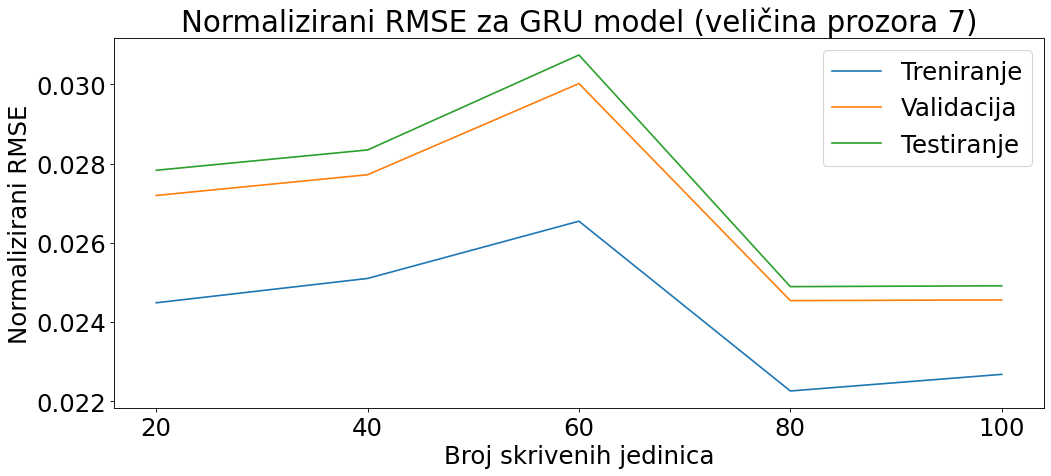 Normalizirani RMSE za GRU model (veličina prozora 7)
Treniranje
Validacija
Testiranje
Normalizirani RMSE
0.030
0.028
0.026
0.024
0.022
20 40 60 80 100
Broj skrivenih jedinica